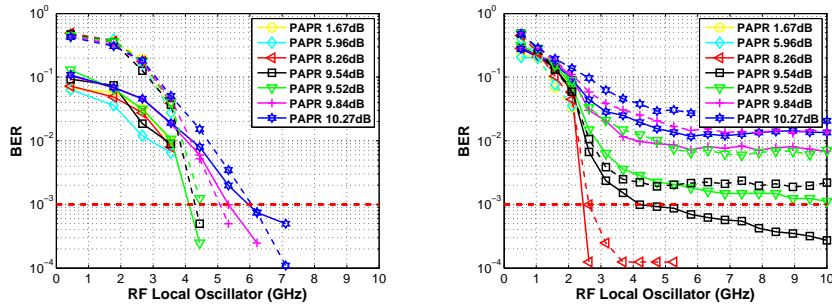 10^0
10^-1
10^-2
10^-3
10^-4
BER
0 1 2 3 4 5 6 7 8 9 10
RF Local Oscillator (GHz)
PAPR 1.67dB
PAPR 5.96dB
PAPR 8.26dB
PAPR 9.54dB
PAPR 9.52dB
PAPR 9.84dB
PAPR 10.27dB
10^0
10^-1
10^-2
10^-3
10^-4
BER
0 1 2 3 4 5 6 7 8 9 10
RF Local Oscillator (GHz)
PAPR 1.67dB
PAPR 5.96dB
PAPR 8.26dB
PAPR 9.54dB
PAPR 9.52dB
PAPR 9.84dB
PAPR 10.27dB